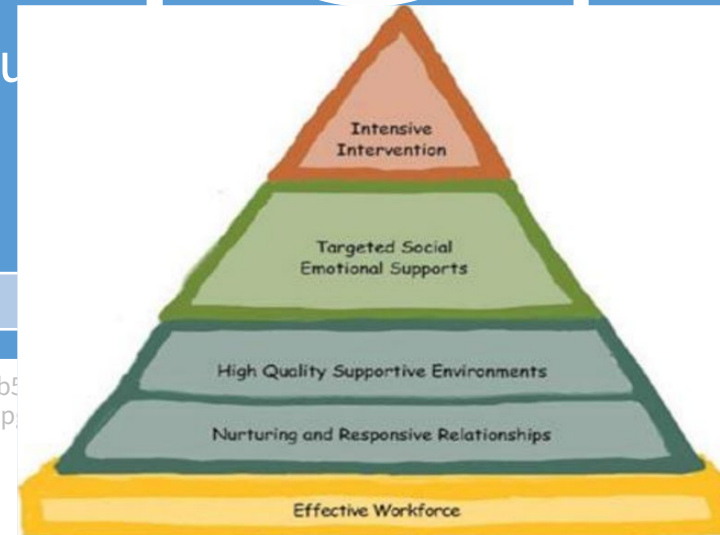 Intensive
Intervention
Targeted Social
Emotional Supports
High Quality Supportive Environments
Nurturing and Responsive Relationships
Effective Workforce